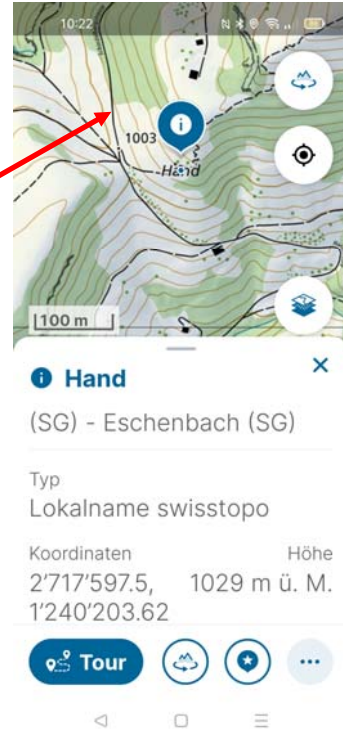 10:22
1003
Hand
100 m
Hand
(SG) - Eschenbach (SG)
Typ
Lokalname swisstopo
Koordinaten Höhe
2'717'597.5, 1029 m ü. M.
1'240'203.62
Tour